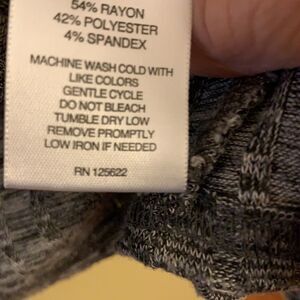 54% RAYON
42% POLYESTER
4% SPANDEX
MACHINE WASH COLD WITH
LIKE COLORS
GENTLE CYCLE
DO NOT BLEACH
TUMBLE DRY LOW
REMOVE PROMPTLY
LOW IRON IF NEEDED
RN 125622